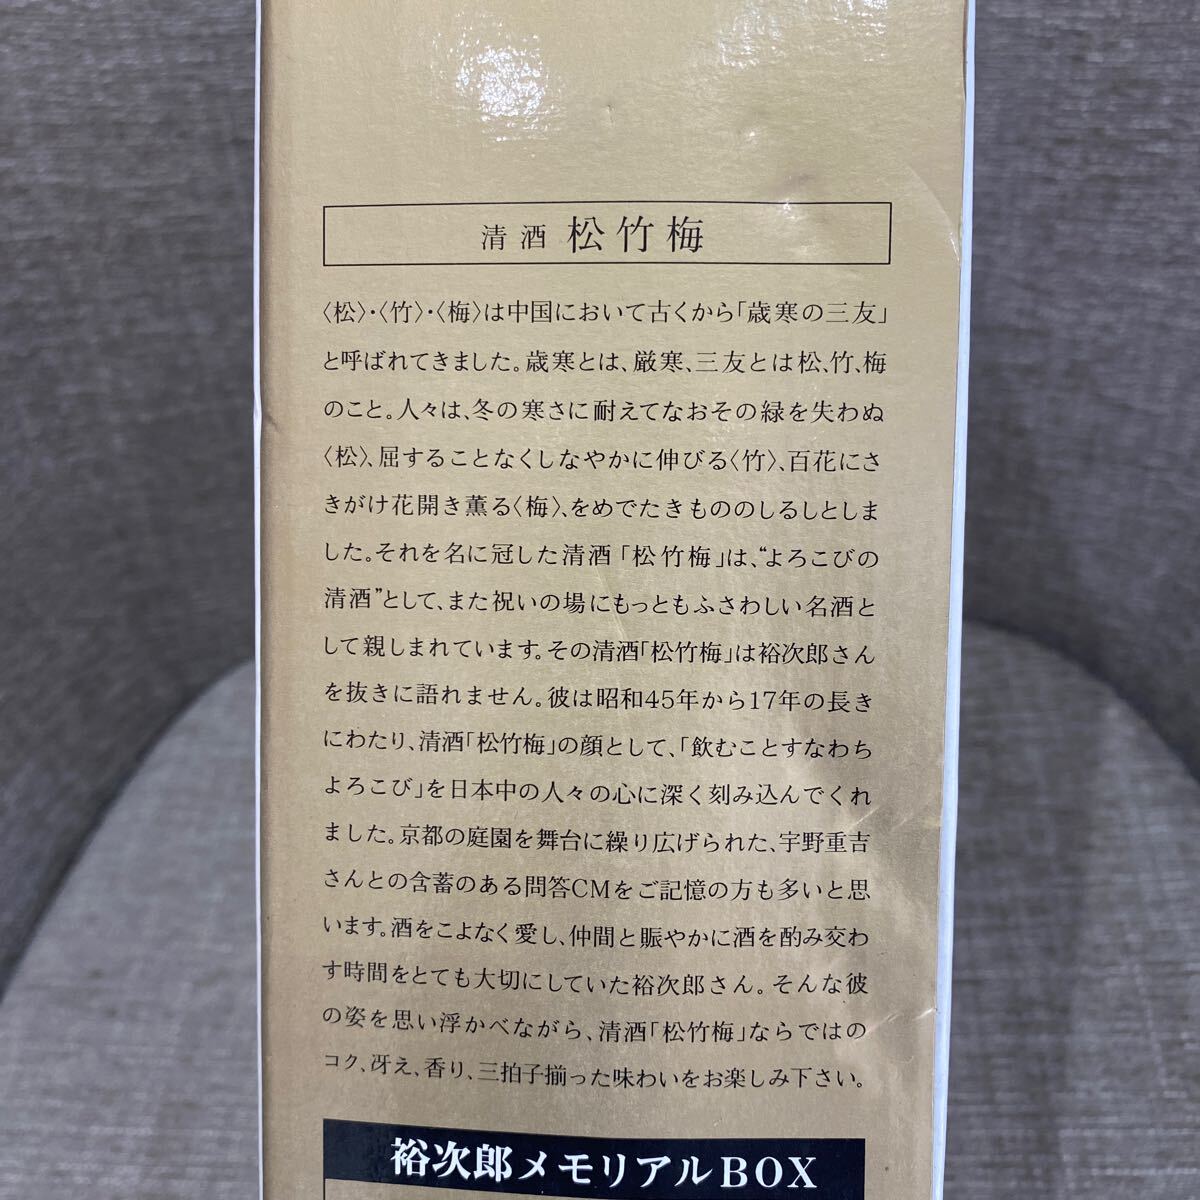 清酒 松竹梅
〈松〉・〈竹〉・〈梅〉は中国において古くから「歳寒の三友」
と呼ばれてきました。歳寒とは、厳寒、三友とは松、竹、梅
のこと。人々は、冬の寒さに耐えてなおその緑を失わぬ
〈松〉、屈することなくしなやかに伸びる〈竹〉、百花にさ
きがけ花開き薫る〈梅〉、をめでたきもののしるしとしま
した。それを名に冠した清酒「松竹梅」は、“よろこびの
清酒”として、また祝いの場にもっともふさわしい名酒と
して親しまれています。その清酒「松竹梅」は裕次郎さん
を抜きに語れません。彼は昭和45年から17年の長き
にわたり、清酒「松竹梅」の顔として、「飲むことすなわち
よろこび」を日本中の人々の心に深く刻み込んでくれ
ました。京都の庭園を舞台に繰り広げられた、宇野重吉
さんとの含蓄のある問答CMをご記憶の方も多いと思
います。酒をこよなく愛し、仲間と賑やかに酒を酌み交わ
す時間をとても大切にしていた裕次郎さん。そんな彼
の姿を思い浮かべながら、清酒「松竹梅」ならではの
コク、冴え、香り、三拍子揃った味わいをお楽しみ下さい。
裕次郎メモリアルBOX